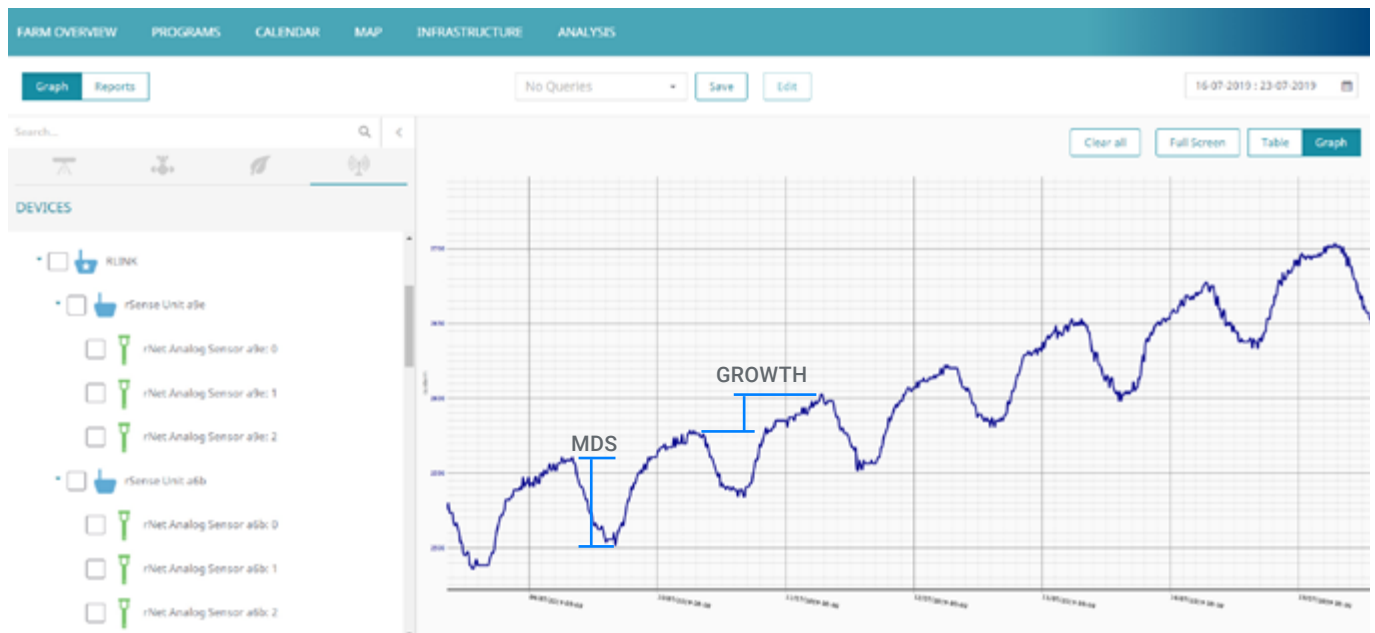 FARM OVERVIEW PROGRAMS CALENDAR MAP INFRASTRUCTURE ANALYSIS
Graph Reports No Queries Save Edit 16-07-2019 : 23-07-2019
Search...
Clear all Full Screen Table Graph
DEVICES
RLINK
rSense Unit a9e
rNet Analog Sensor a9e: 0
rNet Analog Sensor a9e: 1
rNet Analog Sensor a9e: 2
rSense Unit a6b
rNet Analog Sensor a6b: 0
rNet Analog Sensor a6b: 1
rNet Analog Sensor a6b: 2
GROWTH
MDS